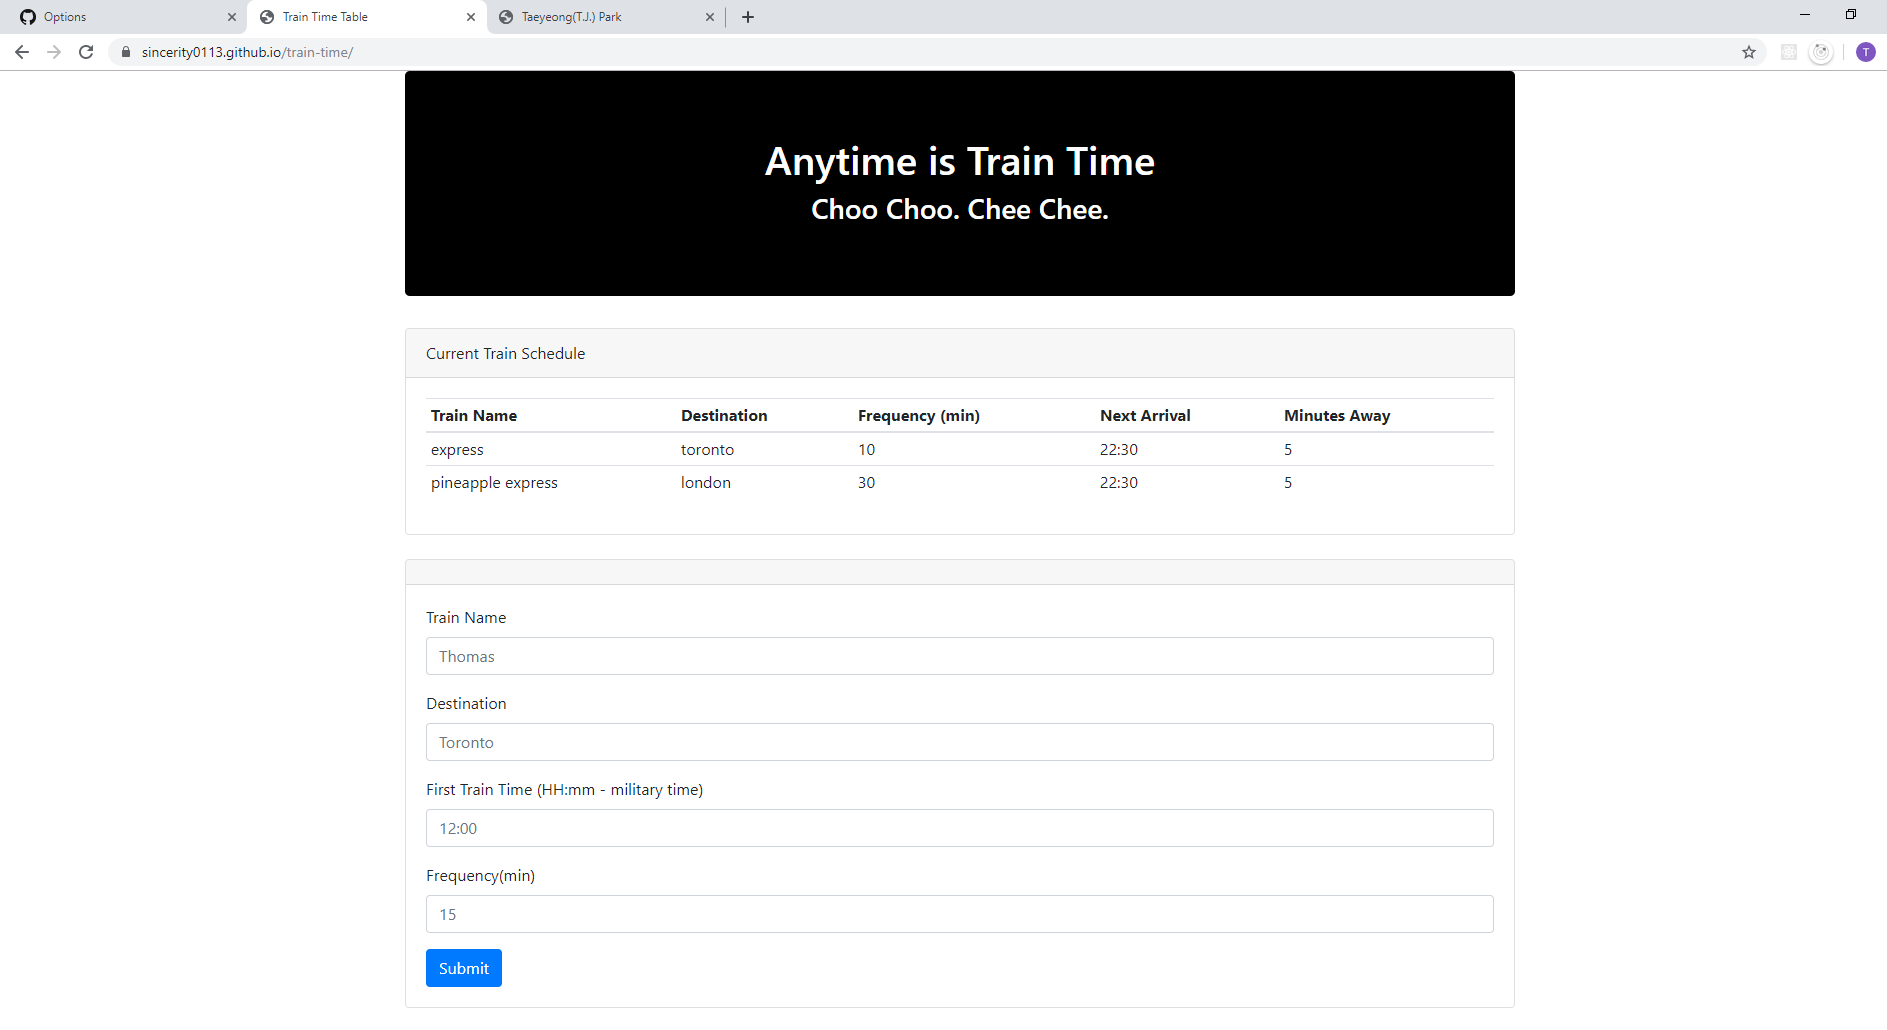 Options
Train Time Table
Taeyeong(T.J.) Park
sincerity0113.github.io/train-time/
T
Anytime is Train Time
Choo Choo. Chee Chee.
Current Train Schedule
Train Name Destination Frequency (min) Next Arrival Minutes Away
express toronto 10 22:30 5
pineapple express london 30 22:30 5
Train Name
Thomas
Destination
Toronto
First Train Time (HH:mm - military time)
12:00
Frequency(min)
15
Submit